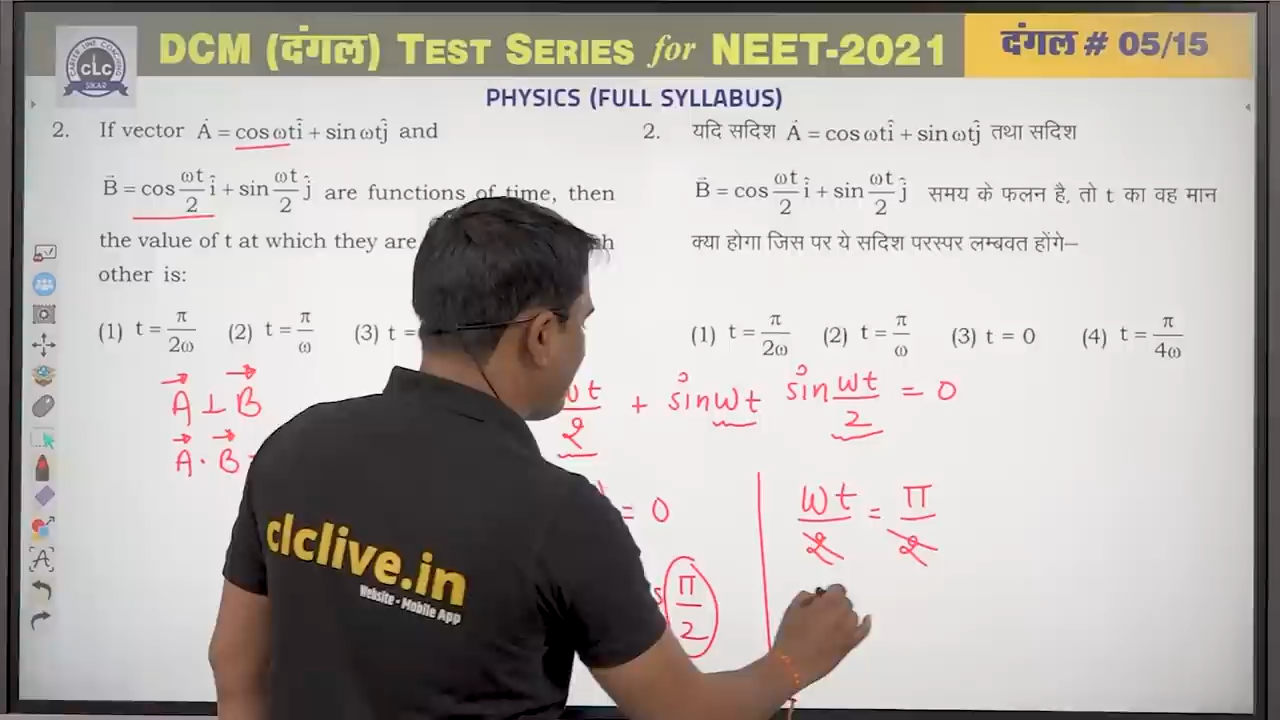 DCM (दंगल) TEST SERIES for NEET-2021
दंगल # 05/15
CLC
SIKAR
PHYSICS (FULL SYLLABUS)
2. If vector A⃗ = cos ωt î + sin ωt ĵ and
B⃗ = cos ωt/2 î + sin ωt/2 ĵ are functions of time, then
the value of t at which they are
other is:
(1) t = π/2ω (2) t = π/ω (3) t =
2. यदि सदिश A⃗ = cos ωt î + sin ωt ĵ तथा सदिश
B⃗ = cos ωt/2 î + sin ωt/2 ĵ समय के फलन है, तो t का वह मान
क्या होगा जिस पर ये सदिश परस्पर लम्बवत होंगे–
(1) t = π/2ω (2) t = π/ω (3) t = 0 (4) t = π/4ω
A⃗ ⊥ B⃗
A⃗ . B⃗
ωt/2 + sin ωt sin ωt/2 = 0
= 0
π/2
ωt/2 = π/2
clclive.in
Website - Mobile App